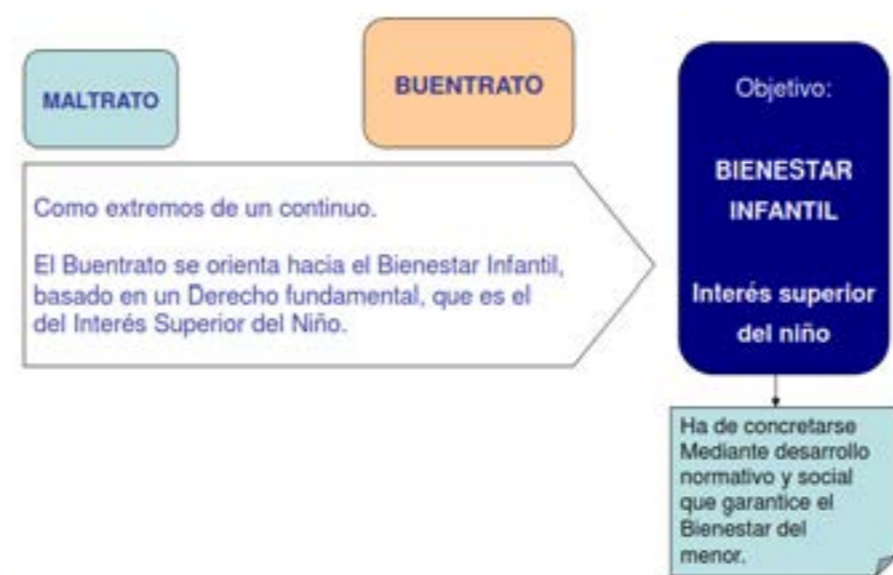 MALTRATO
BUENTRATO
Como extremos de un continuo.
El Buentrato se orienta hacia el Bienestar Infantil,
basado en un Derecho fundamental, que es el
del Interés Superior del Niño.
Objetivo:
BIENESTAR
INFANTIL
Interés superior
del niño
Ha de concretarse
Mediante desarrollo
normativo y social
que garantice el
Bienestar del
menor.